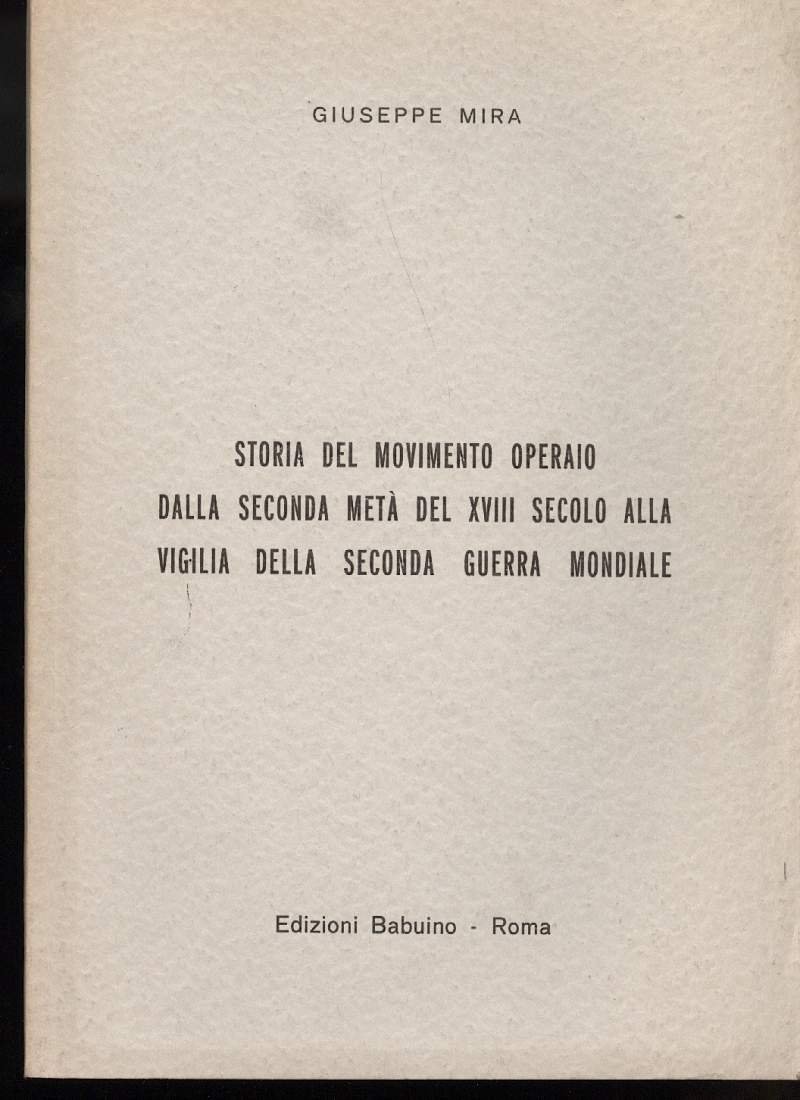 GIUSEPPE MIRA
STORIA DEL MOVIMENTO OPERAIO
DALLA SECONDA METÀ DEL XVIII SECOLO ALLA
VIGILIA DELLA SECONDA GUERRA MONDIALE
Edizioni Babuino - Roma